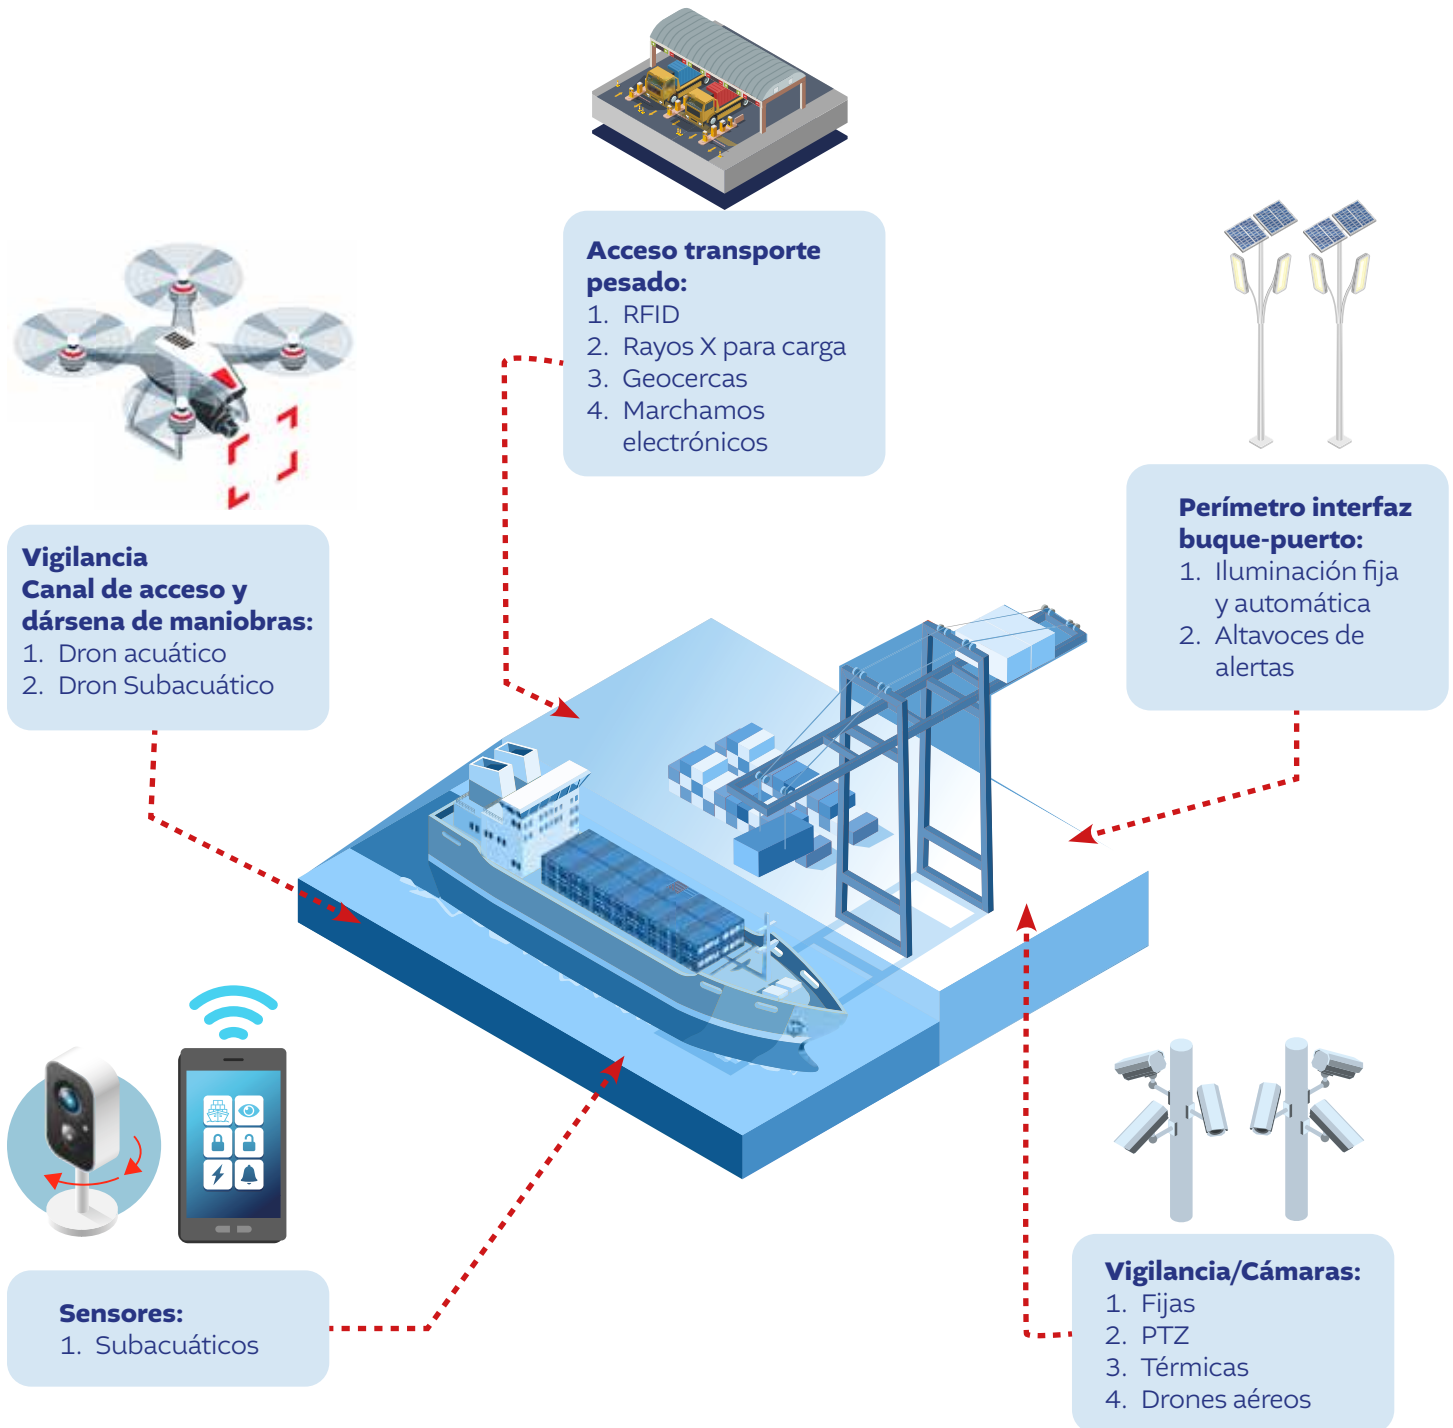 Acceso transporte
pesado:
1. RFID
2. Rayos X para carga
3. Geocercas
4. Marchamos
electrónicos
Perímetro interfaz
buque-puerto:
1. Iluminación fija
y automática
2. Altavoces de
alertas
Vigilancia
Canal de acceso y
dársena de maniobras:
1. Dron acuático
2. Dron Subacuático
Sensores:
1. Subacuáticos
Vigilancia/Cámaras:
1. Fijas
2. PTZ
3. Térmicas
4. Drones aéreos